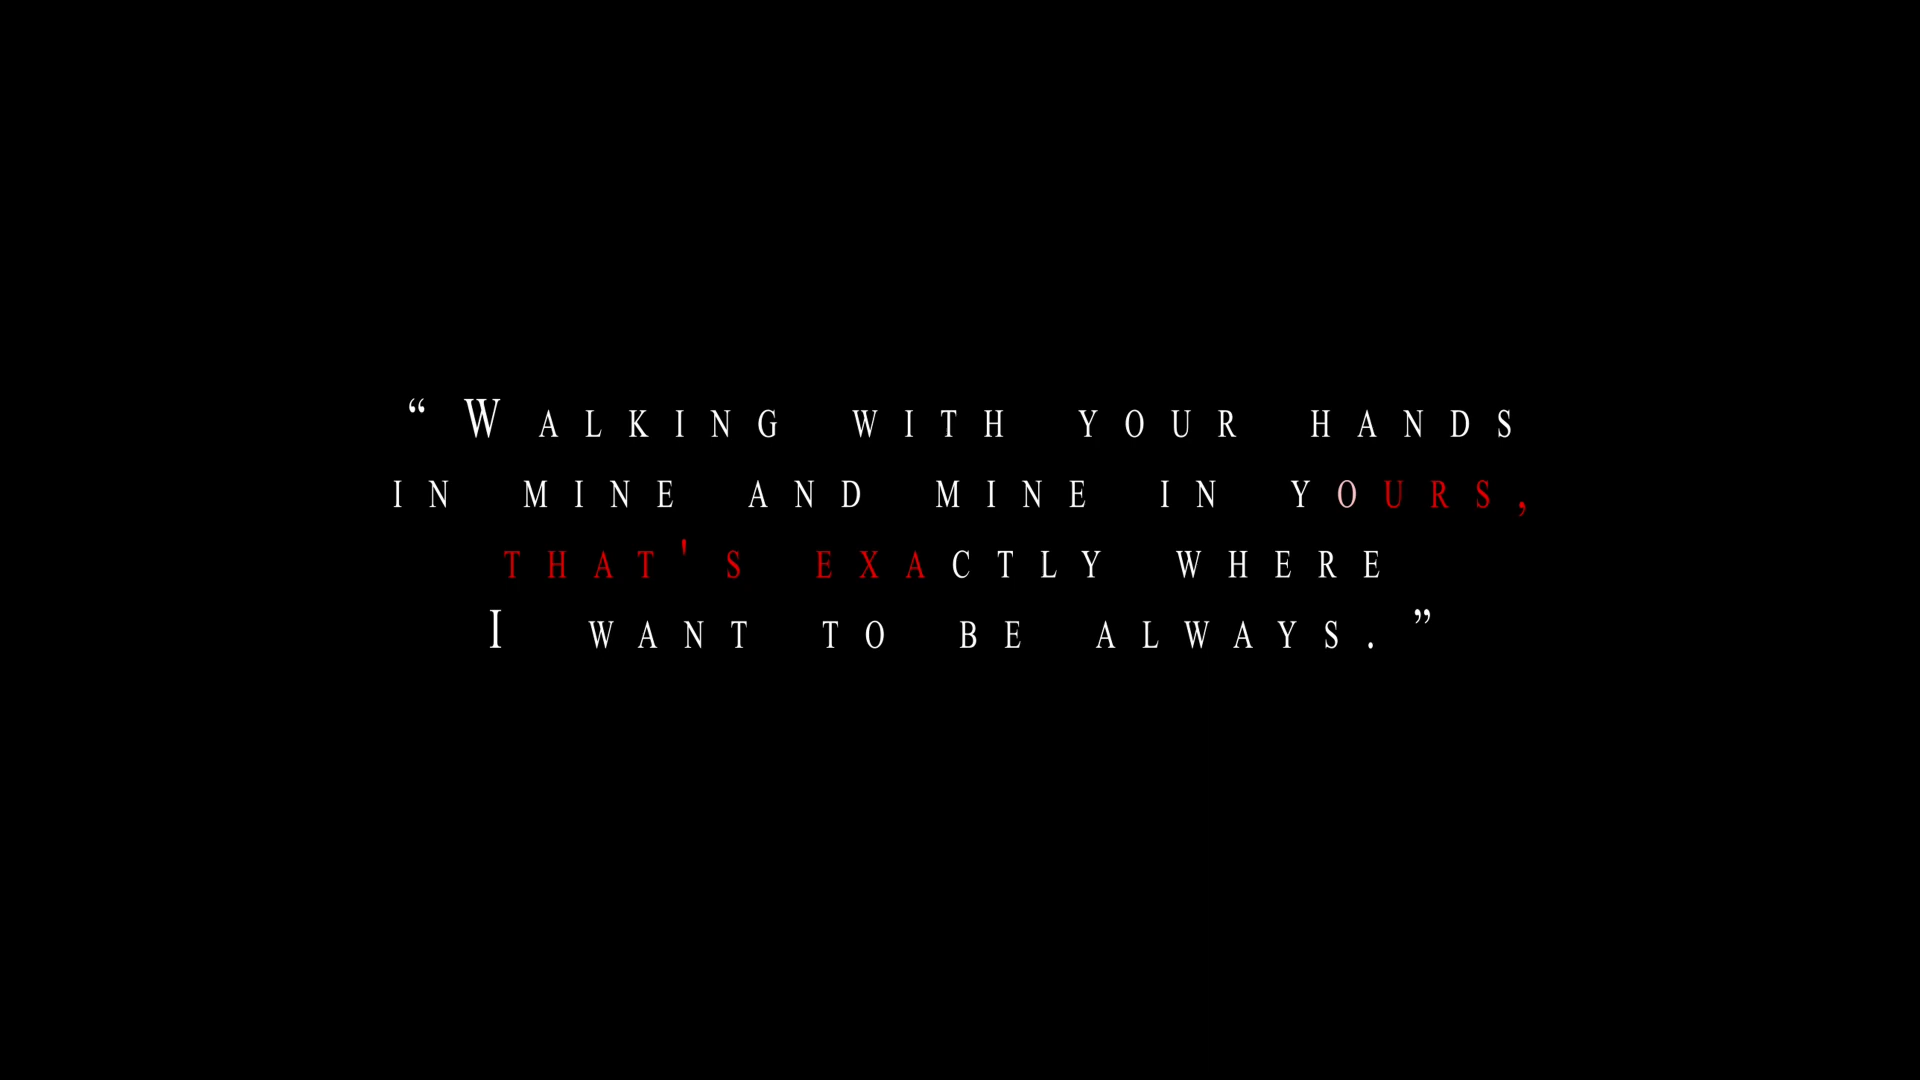 “Walking with your hands
in mine and mine in yours,
that's exactly where
I want to be always.”